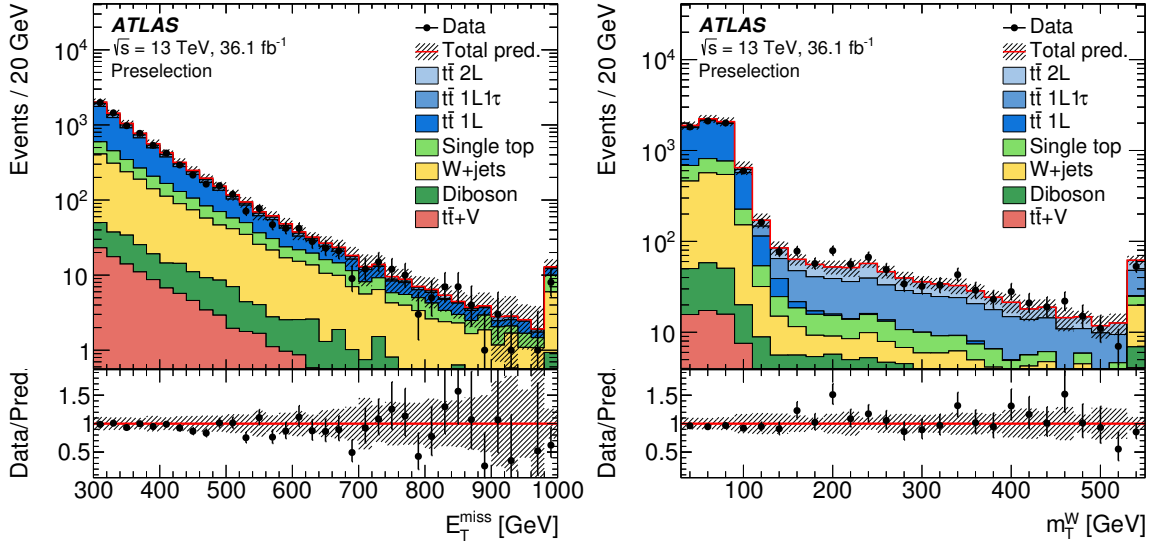 ATLAS
√s = 13 TeV, 36.1 fb⁻¹
Preselection
Data
Total pred.
tt̄ 2L
tt̄ 1L1τ
tt̄ 1L
Single top
W+jets
Diboson
tt̄+V
Events / 20 GeV
10⁴
10³
10²
10
1
Data/Pred.
1.5
1
0.5
300 400 500 600 700 800 900 1000
E_T^miss [GeV]
ATLAS
√s = 13 TeV, 36.1 fb⁻¹
Preselection
Data
Total pred.
tt̄ 2L
tt̄ 1L1τ
tt̄ 1L
Single top
W+jets
Diboson
tt̄+V
Events / 20 GeV
10⁴
10³
10²
10
Data/Pred.
1.5
1
0.5
100 200 300 400 500
m_T^W [GeV]